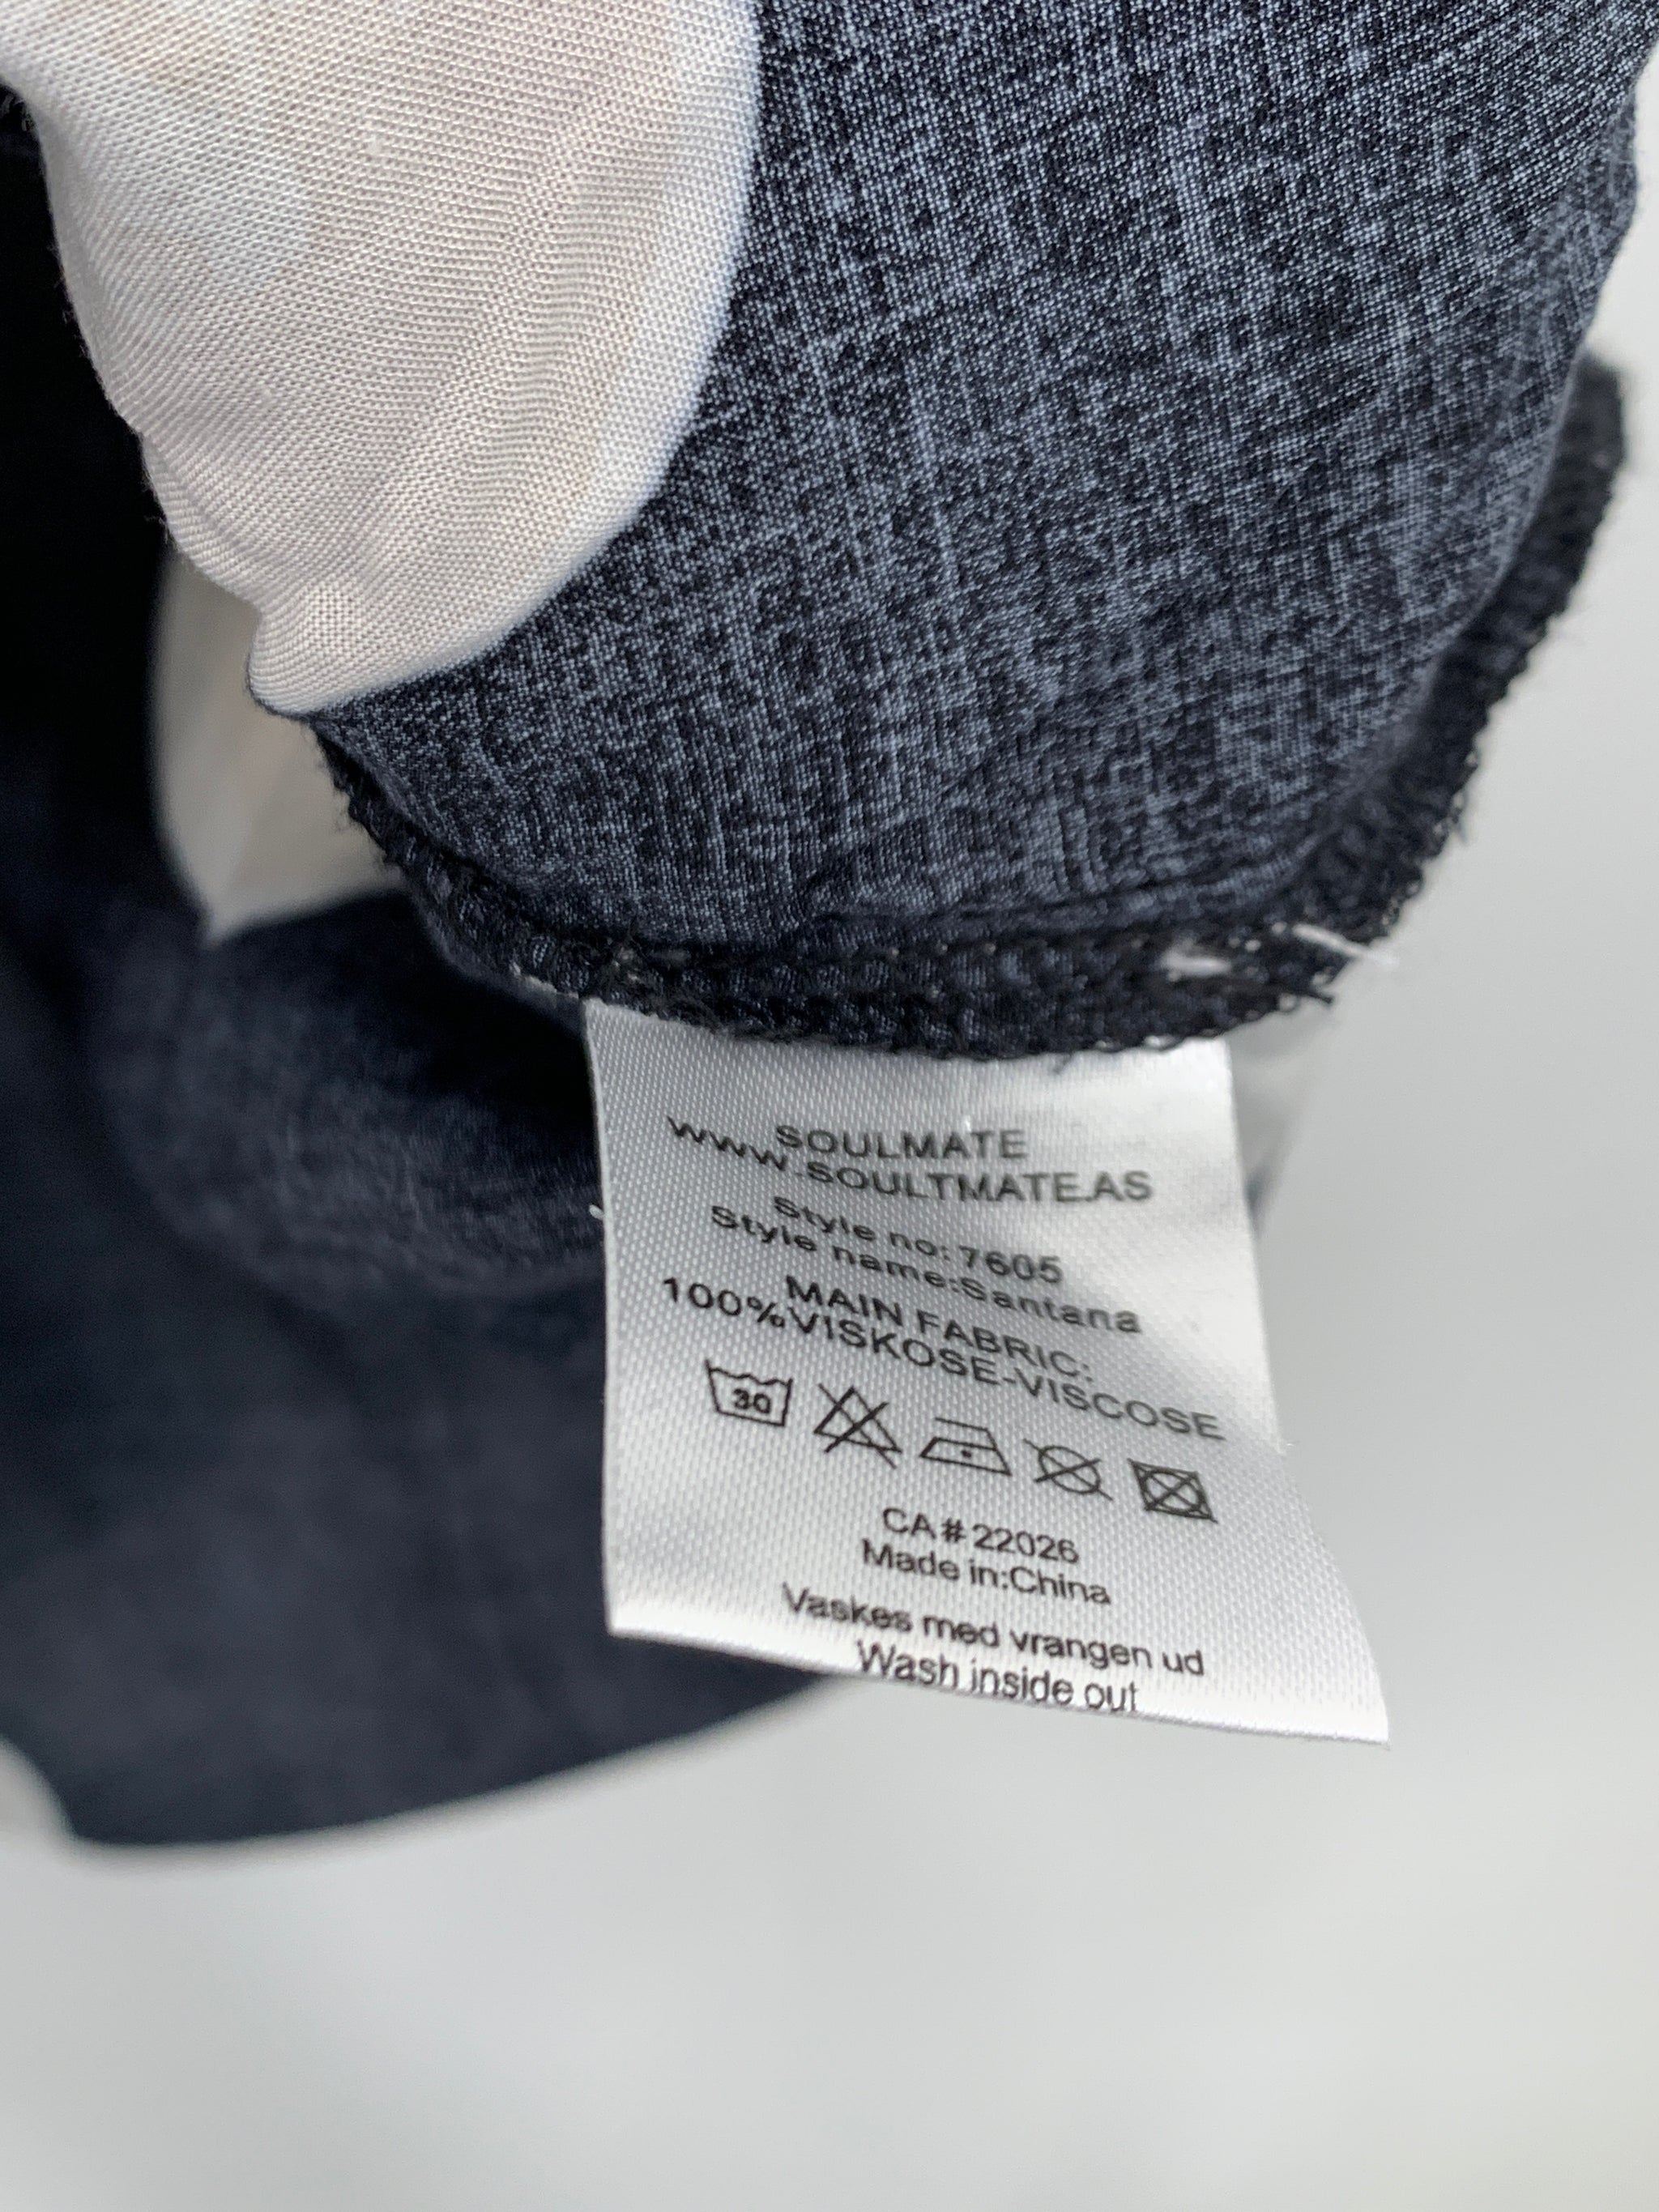 SOULMATE
www.SOULTMATE.AS
Style no: 7605
Style name:Santana
MAIN FABRIC:
100%VISKOSE-VISCOSE
30
CA#22026
Made in:China
Vaskes med vrangen ud
Wash inside out